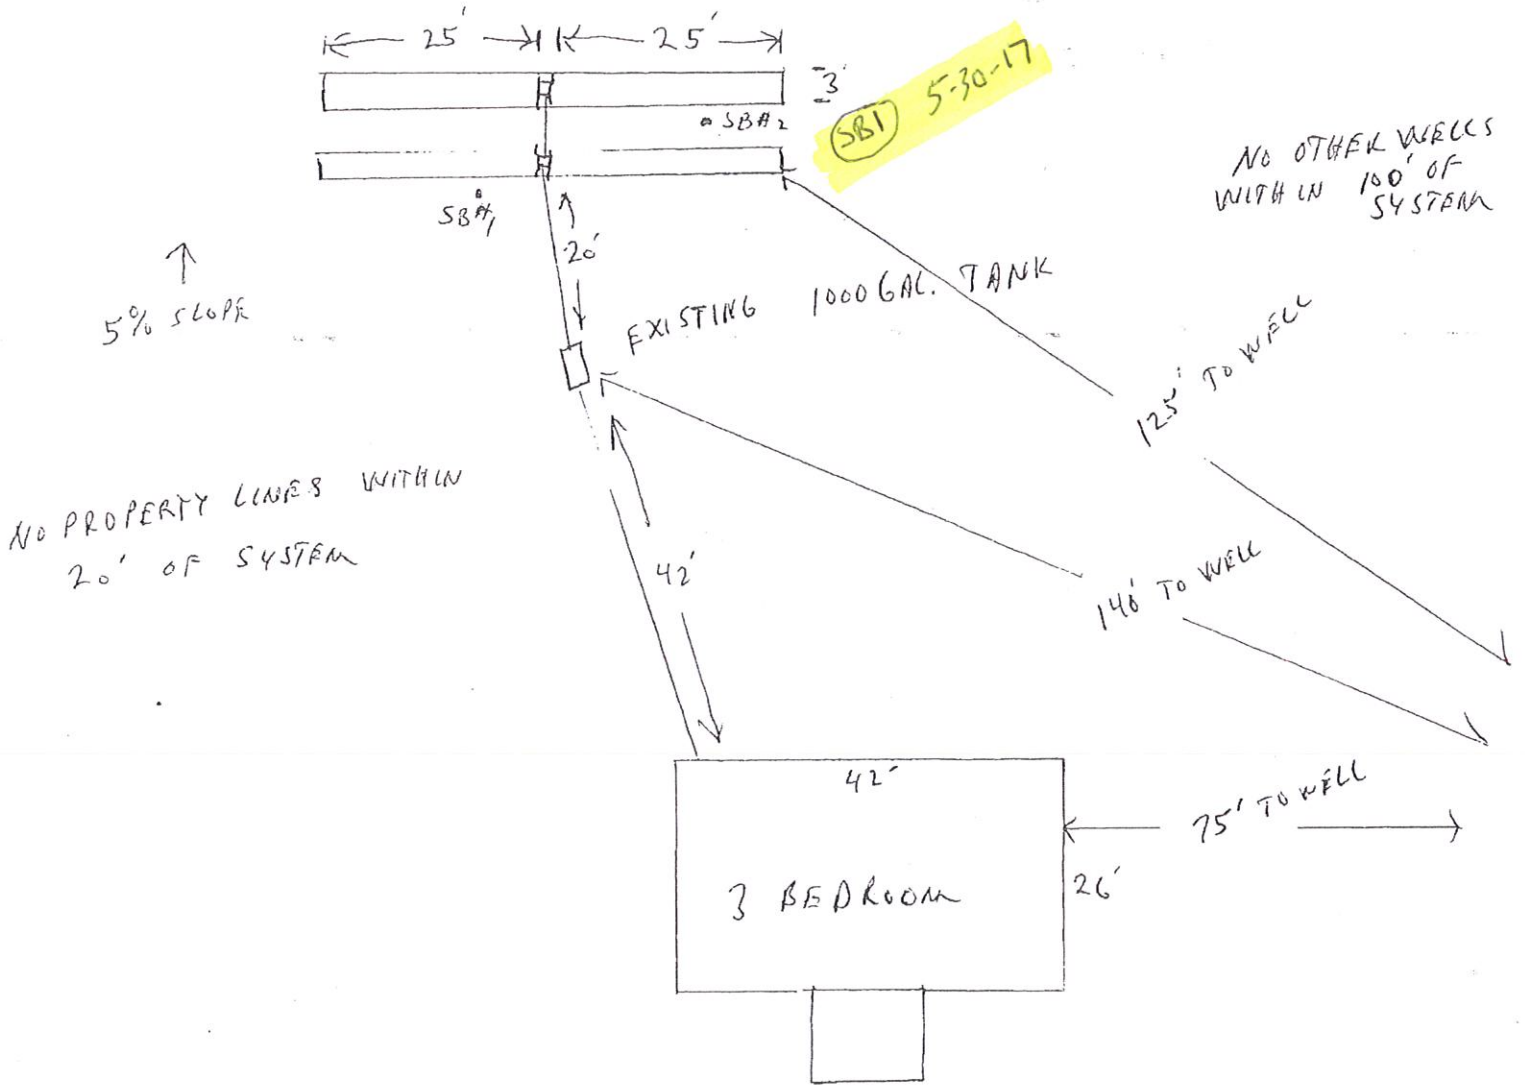 25' 25'
3'
SB1 5-30-17
SB#2
SB#1
20'
NO OTHER WELLS
WITHIN 100' OF
SYSTEM
5% SLOPE
EXISTING 1000 GAL. TANK
125' TO WELL
NO PROPERTY LINES WITHIN
20' OF SYSTEM
42'
140' TO WELL
42'
75' TO WELL
3 BEDROOM
26'